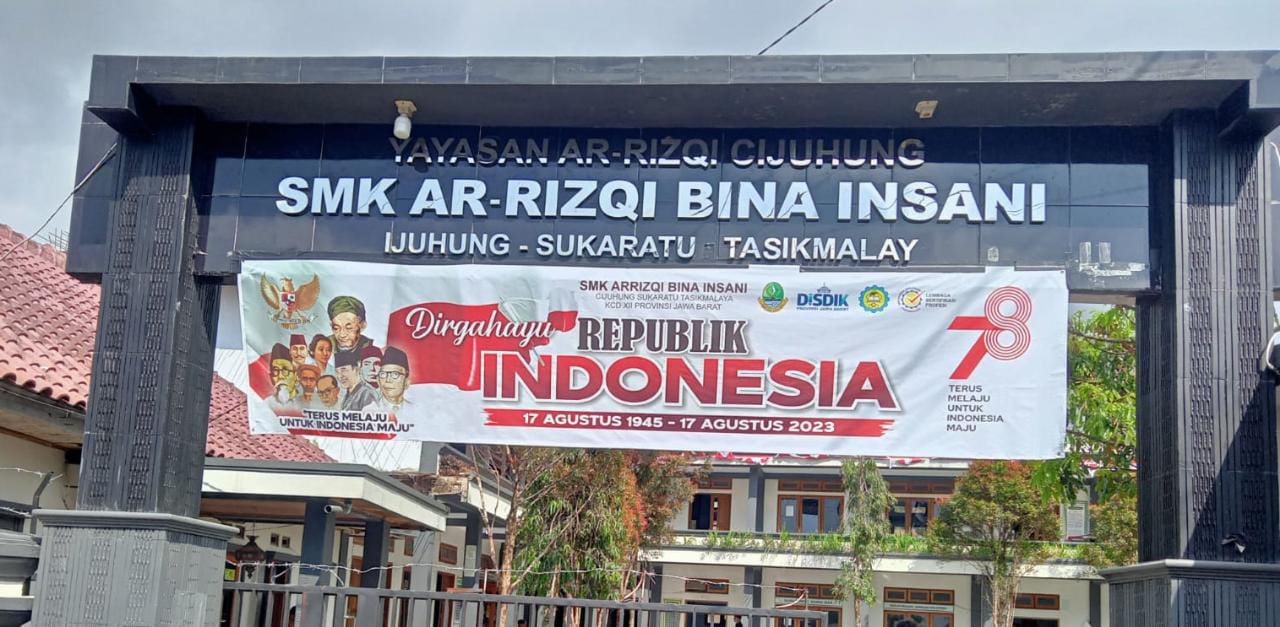 YAYASAN AR-RIZQI CIJUHUNG
SMK AR-RIZQI BINA INSANI
IJUHUNG - SUKARATU - TASIKMALAY
SMK ARRIZQI BINA INSANI
CIJUHUNG SUKARATU TASIKMALAYA
KCD XII PROVINSI JAWA BARAT
DISDIK
PROVINSI JAWA BARAT
LEMBAGA
SERTIFIKASI
PROFESI
Dirgahayu
REPUBLIK
INDONESIA
17 AGUSTUS 1945 - 17 AGUSTUS 2023
"TERUS MELAJU
UNTUK INDONESIA MAJU"
78
TERUS
MELAJU
UNTUK
INDONESIA
MAJU